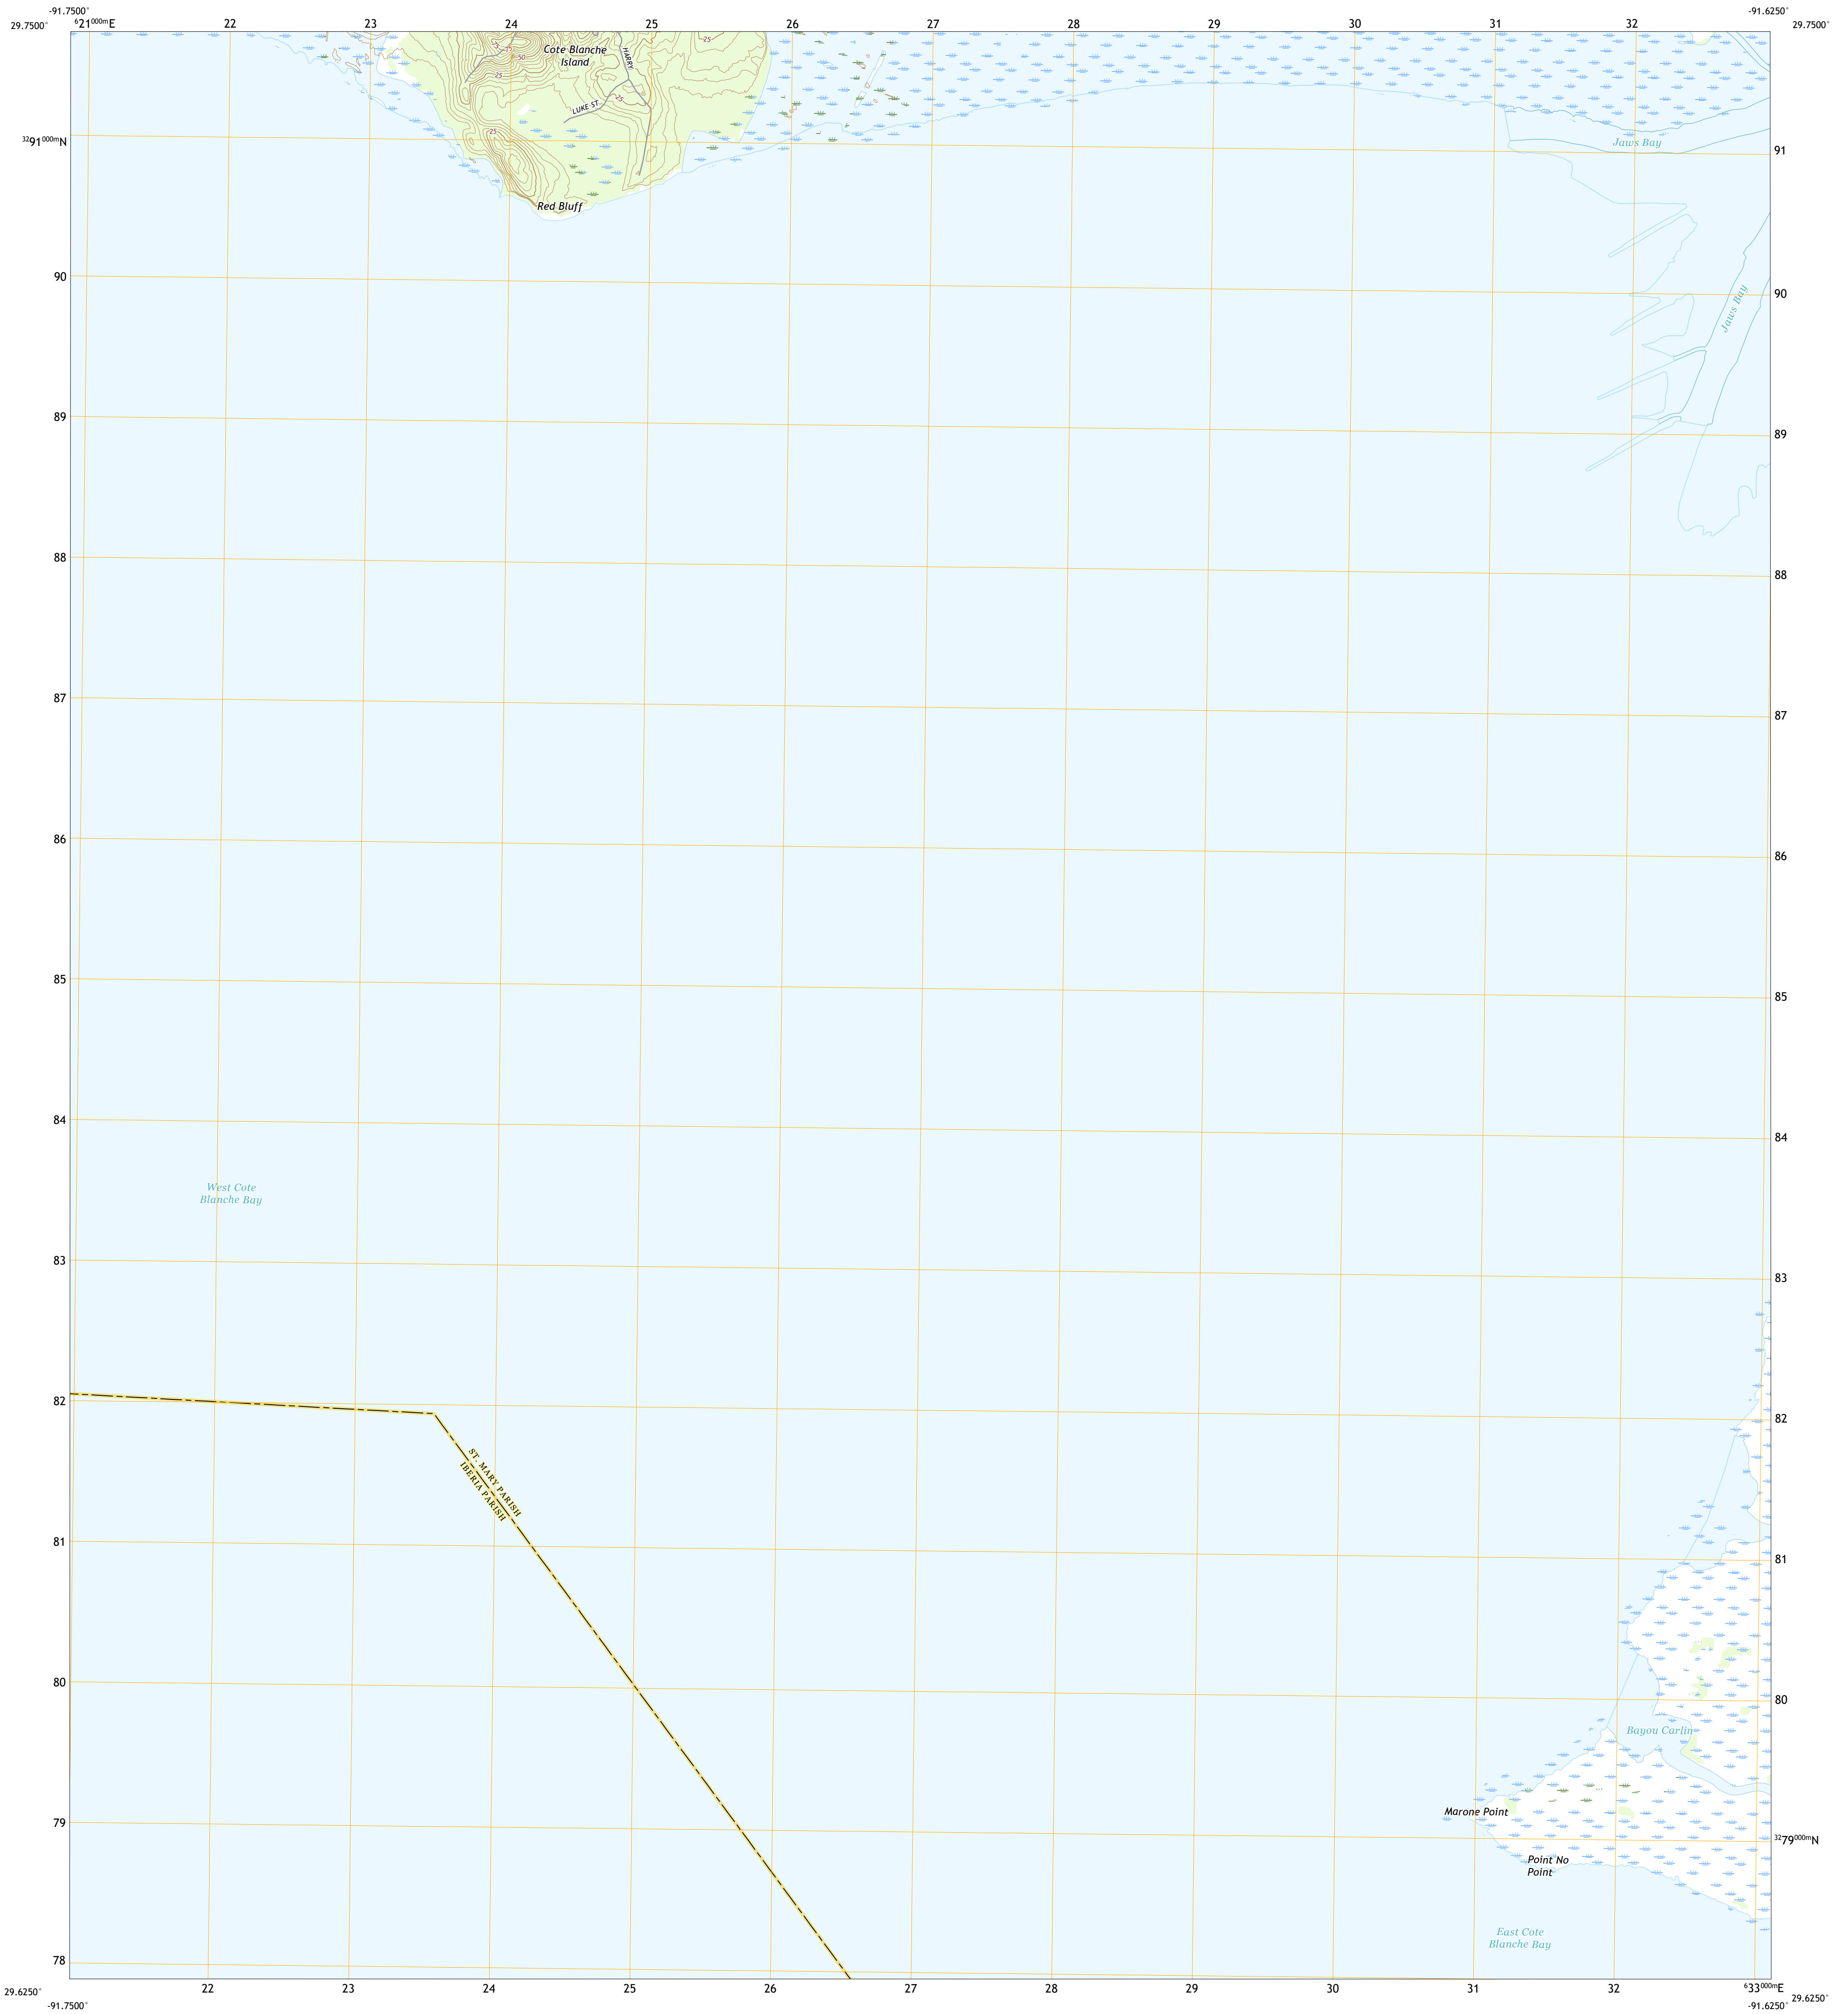 -91.7500°
-91.6250°
29.7500°
⁶21⁰⁰⁰ᵐE
22
23
24
25
26
27
28
29
30
31
32
29.7500°
25
75
50
25
25
25
25
Cote Blanche
Island
HARRY
LUKE ST
³²91⁰⁰⁰ᵐN
91
Jaws Bay
Red Bluff
90
90
Jaws Bay
89
89
88
88
87
87
86
86
85
85
84
84
West Cote
Blanche Bay
83
83
82
82
ST. MARY PARISH
IBERIA PARISH
81
81
80
80
Bayou Carlin
Marone Point
79
³²79⁰⁰⁰ᵐN
Point No
Point
East Cote
Blanche Bay
78
22
23
24
25
26
27
28
29
30
31
32
⁶33⁰⁰⁰ᵐE
29.6250°
29.6250°
-91.7500°
-91.6250°